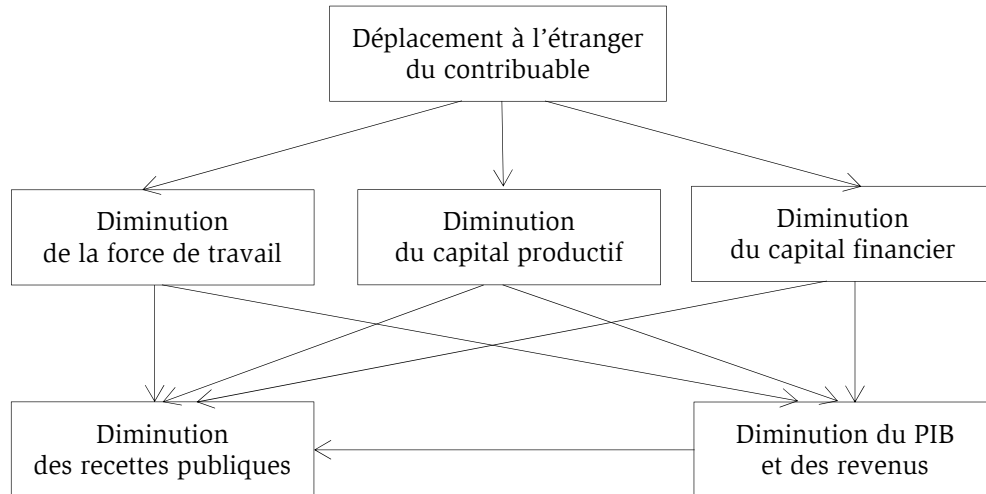 Déplacement à l’étranger
du contribuable
Diminution
de la force de travail
Diminution
du capital productif
Diminution
du capital financier
Diminution
des recettes publiques
Diminution du PIB
et des revenus